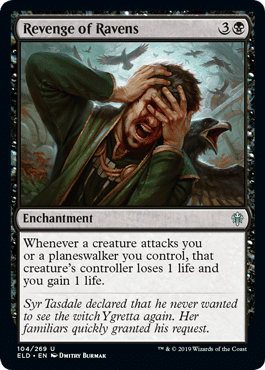 Revenge of Ravens 3
Enchantment
Whenever a creature attacks you
or a planeswalker you control, that
creature's controller loses 1 life and
you gain 1 life.
Syr Tasdale declared that he never wanted
to see the witch Ygretta again. Her
familiars quickly granted his request.
104/269 U
ELD • EN Dmitry Burmak
™ & © 2019 Wizards of the Coast